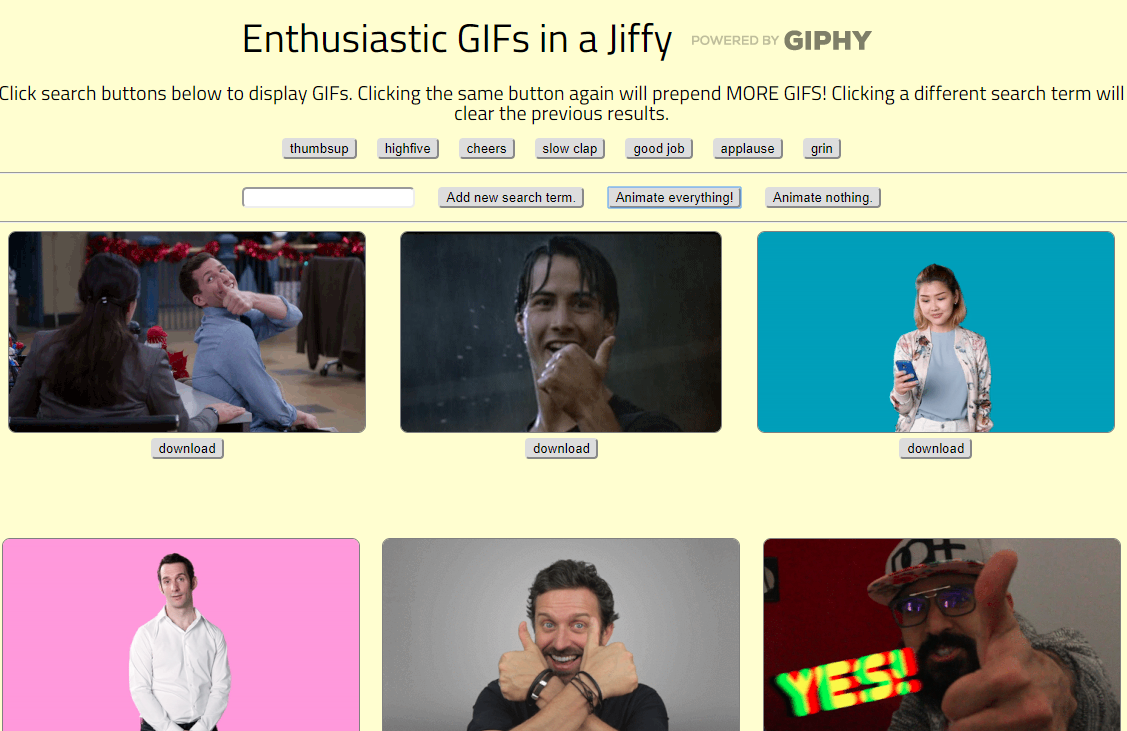 Enthusiastic GIFs in a Jiffy POWERED BY GIPHY
Click search buttons below to display GIFs. Clicking the same button again will prepend MORE GIFS! Clicking a different search term will
clear the previous results.
thumbsup highfive cheers slow clap good job applause grin
Add new search term. Animate everything! Animate nothing.
download download download
YES!